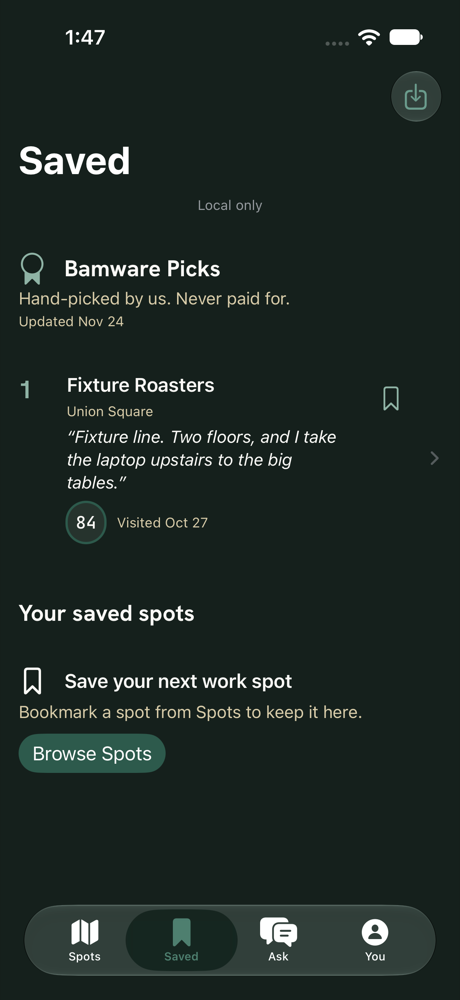 1:47
Saved
Local only
Bamware Picks
Hand-picked by us. Never paid for.
Updated Nov 24
1
Fixture Roasters
Union Square
“Fixture line. Two floors, and I take
the laptop upstairs to the big
tables.”
84
Visited Oct 27
Your saved spots
Save your next work spot
Bookmark a spot from Spots to keep it here.
Browse Spots
Spots
Saved
Ask
You